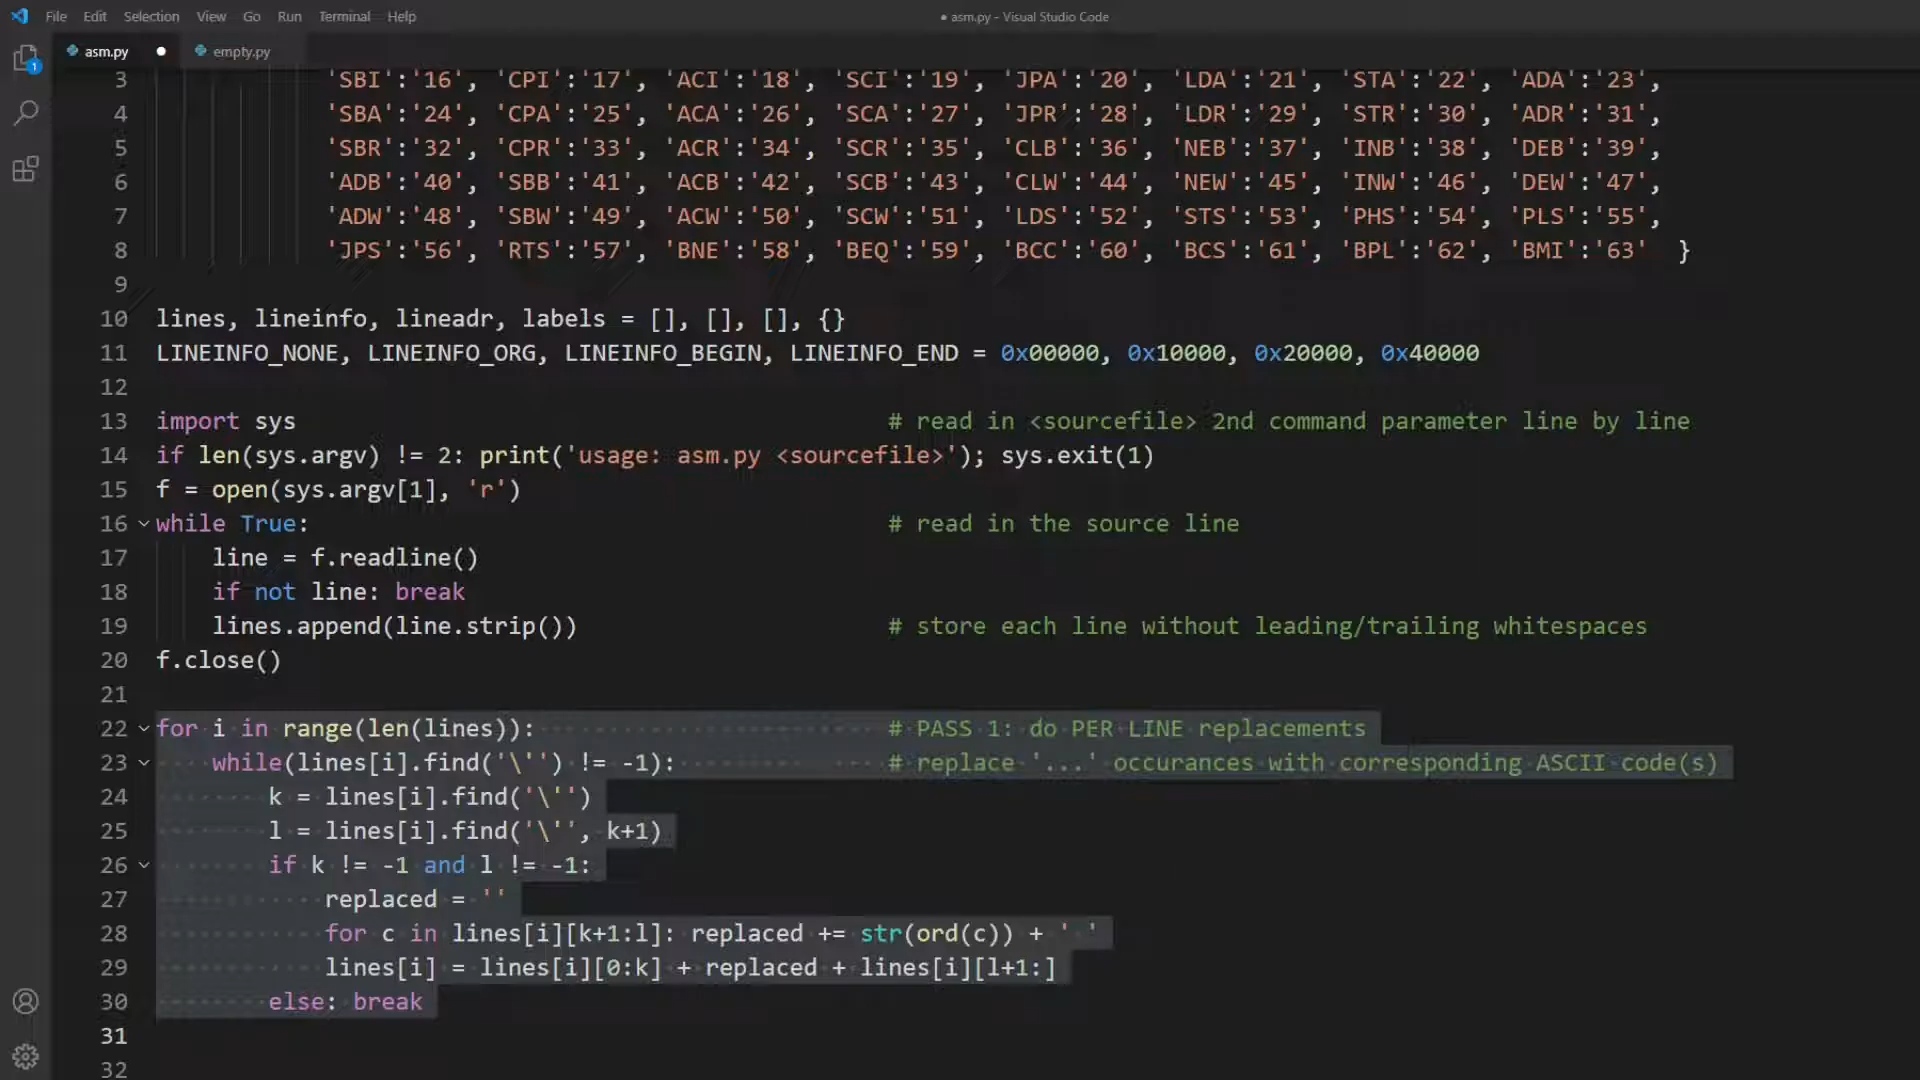 File Edit Selection View Go Run Terminal Help
● asm.py - Visual Studio Code
asm.py ● empty.py
1
3 'SBI':'16', 'CPI':'17', 'ACI':'18', 'SCI':'19', 'JPA':'20', 'LDA':'21', 'STA':'22', 'ADA':'23',
4 'SBA':'24', 'CPA':'25', 'ACA':'26', 'SCA':'27', 'JPR':'28', 'LDR':'29', 'STR':'30', 'ADR':'31',
5 'SBR':'32', 'CPR':'33', 'ACR':'34', 'SCR':'35', 'CLB':'36', 'NEB':'37', 'INB':'38', 'DEB':'39',
6 'ADB':'40', 'SBB':'41', 'ACB':'42', 'SCB':'43', 'CLW':'44', 'NEW':'45', 'INW':'46', 'DEW':'47',
7 'ADW':'48', 'SBW':'49', 'ACW':'50', 'SCW':'51', 'LDS':'52', 'STS':'53', 'PHS':'54', 'PLS':'55',
8 'JPS':'56', 'RTS':'57', 'BNE':'58', 'BEQ':'59', 'BCC':'60', 'BCS':'61', 'BPL':'62', 'BMI':'63' }
9
10 lines, lineinfo, lineadr, labels = [], [], [], {}
11 LINEINFO_NONE, LINEINFO_ORG, LINEINFO_BEGIN, LINEINFO_END = 0x00000, 0x10000, 0x20000, 0x40000
12
13 import sys # read in <sourcefile> 2nd command parameter line by line
14 if len(sys.argv) != 2: print('usage: asm.py <sourcefile>'); sys.exit(1)
15 f = open(sys.argv[1], 'r')
16 while True: # read in the source line
17 line = f.readline()
18 if not line: break
19 lines.append(line.strip()) # store each line without leading/trailing whitespaces
20 f.close()
21
22 for i in range(len(lines)): # PASS 1: do PER LINE replacements
23 while(lines[i].find('\'') != -1): # replace '...' occurances with corresponding ASCII code(s)
24 k = lines[i].find('\'')
25 l = lines[i].find('\'', k+1)
26 if k != -1 and l != -1:
27 replaced = ''
28 for c in lines[i][k+1:l]: replaced += str(ord(c)) + ' '
29 lines[i] = lines[i][0:k] + replaced + lines[i][l+1:]
30 else: break
31
32